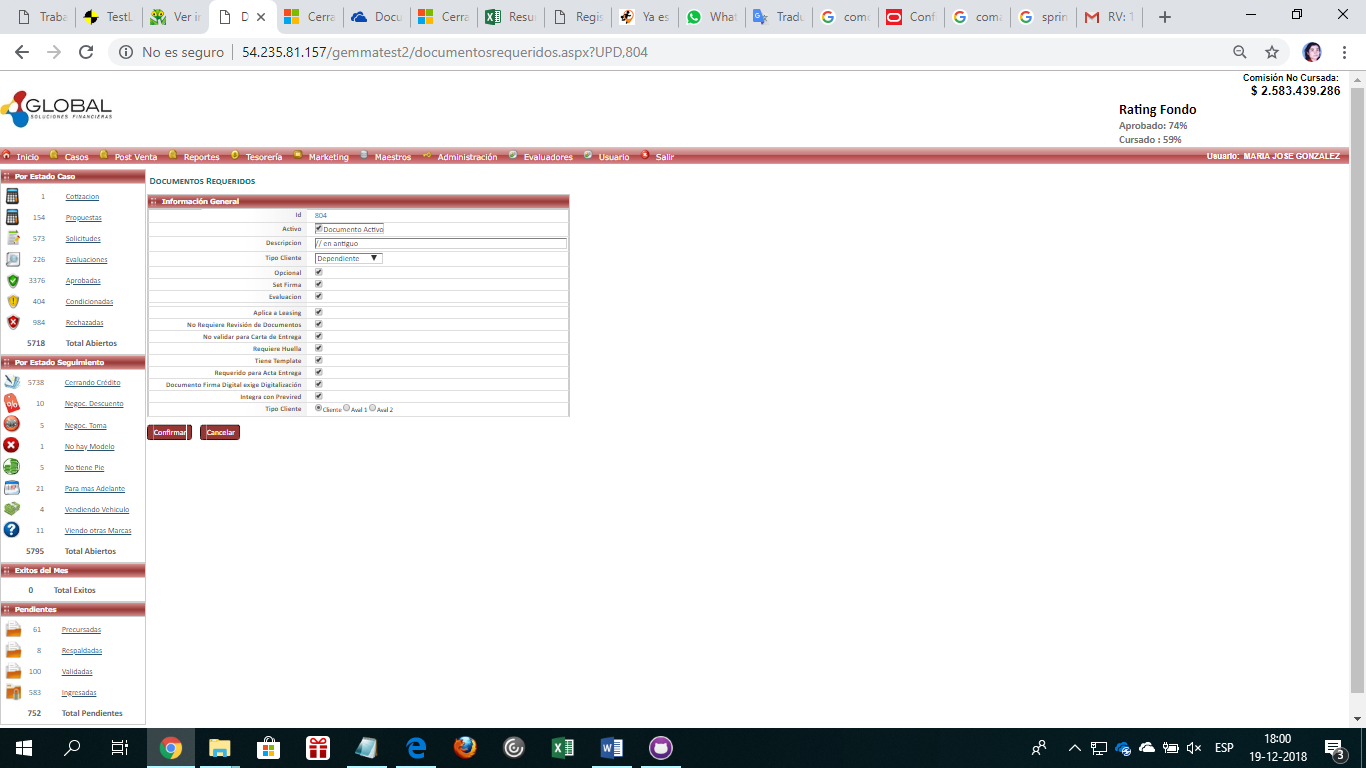 Traba
TestL
Ver ir
D
Cerra
Docu
Cerra
Resu
Regis
Ya es
What
Tradu
como
Conf
coma
sprin
RV: T
No es seguro
54.235.81.157/gemmatest2/documentosrequeridos.aspx?UPD,804
GLOBAL
SOLUCIONES FINANCIERAS
Comisión No Cursada:
$ 2.583.439.286
Rating Fondo
Aprobado: 74%
Cursado : 59%
Inicio Casos Post Venta Reportes Tesorería Marketing Maestros Administración Evaluadores Usuario Salir Usuario: MARIA JOSE GONZALEZ
Por Estado Caso
1 Cotizacion
154 Propuestas
573 Solicitudes
226 Evaluaciones
3376 Aprobadas
404 Condicionadas
984 Rechazadas
5718 Total Abiertos
Por Estado Seguimiento
5738 Cerrando Crédito
10 Negoc. Descuento
5 Negoc. Toma
1 No hay Modelo
5 No tiene Pie
21 Para mas Adelante
4 Vendiendo Vehiculo
11 Viendo otras Marcas
5795 Total Abiertos
Exitos del Mes
0 Total Exitos
Pendientes
61 Precursadas
8 Respaldadas
100 Validadas
583 Ingresadas
752 Total Pendientes
DOCUMENTOS REQUERIDOS
Información General
Id 804
Activo Documento Activo
Descripcion // en antiguo
Tipo Cliente Dependiente
Opcional
Set Firma
Evaluacion
Aplica a Leasing
No Requiere Revisión de Documentos
No validar para Carta de Entrega
Requiere Huella
Tiene Template
Requerido para Acta Entrega
Documento Firma Digital exige Digitalización
Integra con Previred
Tipo Cliente Cliente Aval 1 Aval 2
Confirmar Cancelar
ESP
18:00
19-12-2018
3